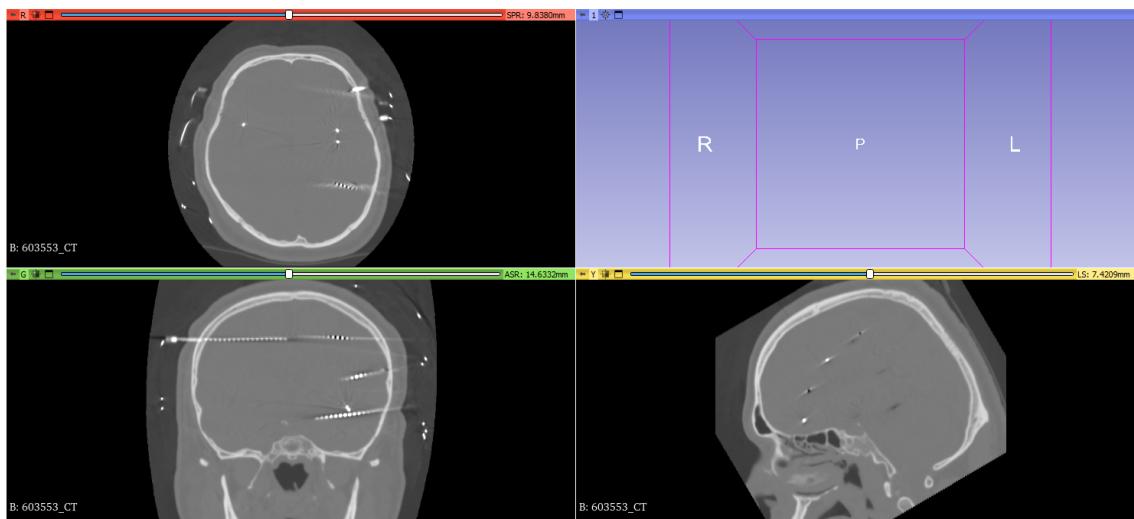 R
SPR: 9.8380mm
B: 603553_CT
1
R
P
L
G
ASR: 14.6332mm
B: 603553_CT
Y
LS: 7.4209mm
B: 603553_CT